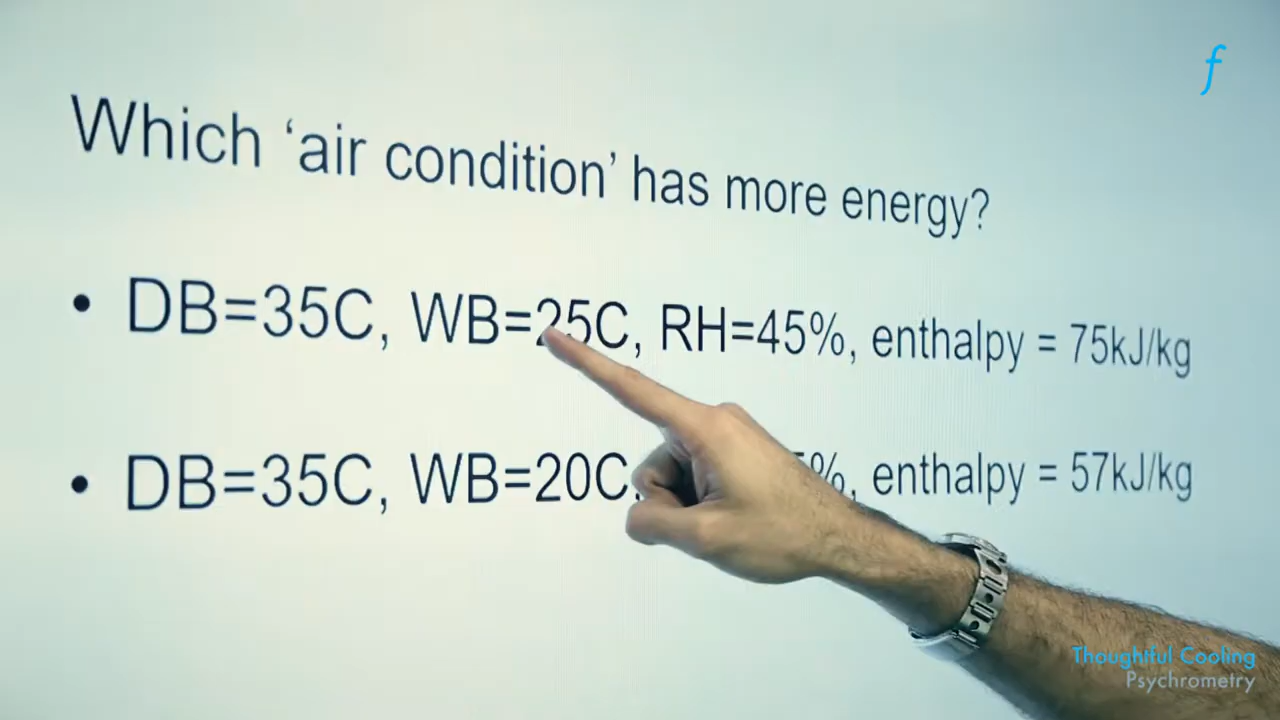 f
Which ‘air condition’ has more energy?
• DB=35C, WB=25C, RH=45%, enthalpy = 75kJ/kg
• DB=35C, WB=20C, %, enthalpy = 57kJ/kg
Thoughtful Cooling
Psychrometry